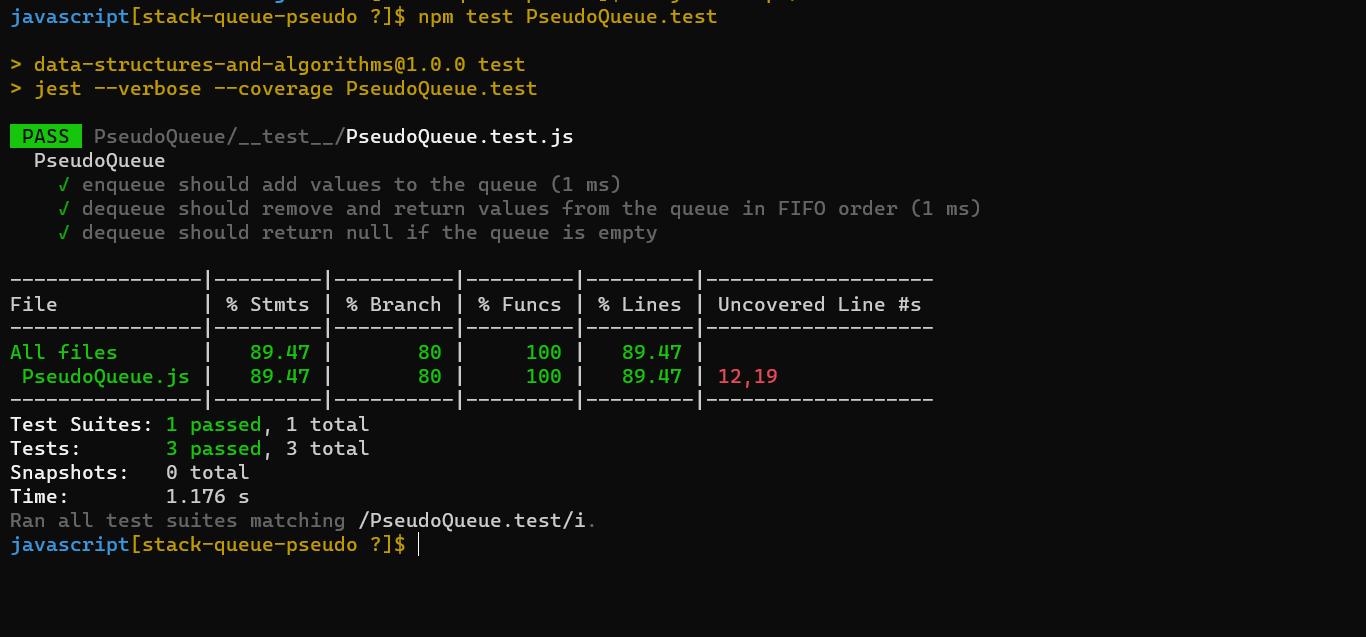 javascript[stack-queue-pseudo ?]$ npm test PseudoQueue.test
> data-structures-and-algorithms@1.0.0 test
> jest --verbose --coverage PseudoQueue.test
PASS PseudoQueue/__test__/PseudoQueue.test.js
PseudoQueue
√ enqueue should add values to the queue (1 ms)
√ dequeue should remove and return values from the queue in FIFO order (1 ms)
√ dequeue should return null if the queue is empty
----------------|---------|----------|---------|---------|-------------------
File            | % Stmts | % Branch | % Funcs | % Lines | Uncovered Line #s
----------------|---------|----------|---------|---------|-------------------
All files       |   89.47 |       80 |     100 |   89.47 |
 PseudoQueue.js |   89.47 |       80 |     100 |   89.47 | 12,19
----------------|---------|----------|---------|---------|-------------------
Test Suites: 1 passed, 1 total
Tests:       3 passed, 3 total
Snapshots:   0 total
Time:        1.176 s
Ran all test suites matching /PseudoQueue.test/i.
javascript[stack-queue-pseudo ?]$